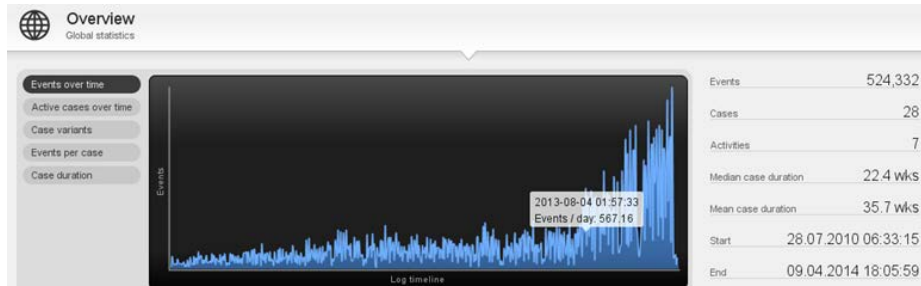 Overview
Global statistics
Events over time
Active cases over time
Case variants
Events per case
Case duration
Events
2013-08-04 01:57:33
Events / day: 567.16
Log timeline
Events 524,332
Cases 28
Activities 7
Median case duration 22.4 wks
Mean case duration 35.7 wks
Start 28.07.2010 06:33:15
End 09.04.2014 18:05:59